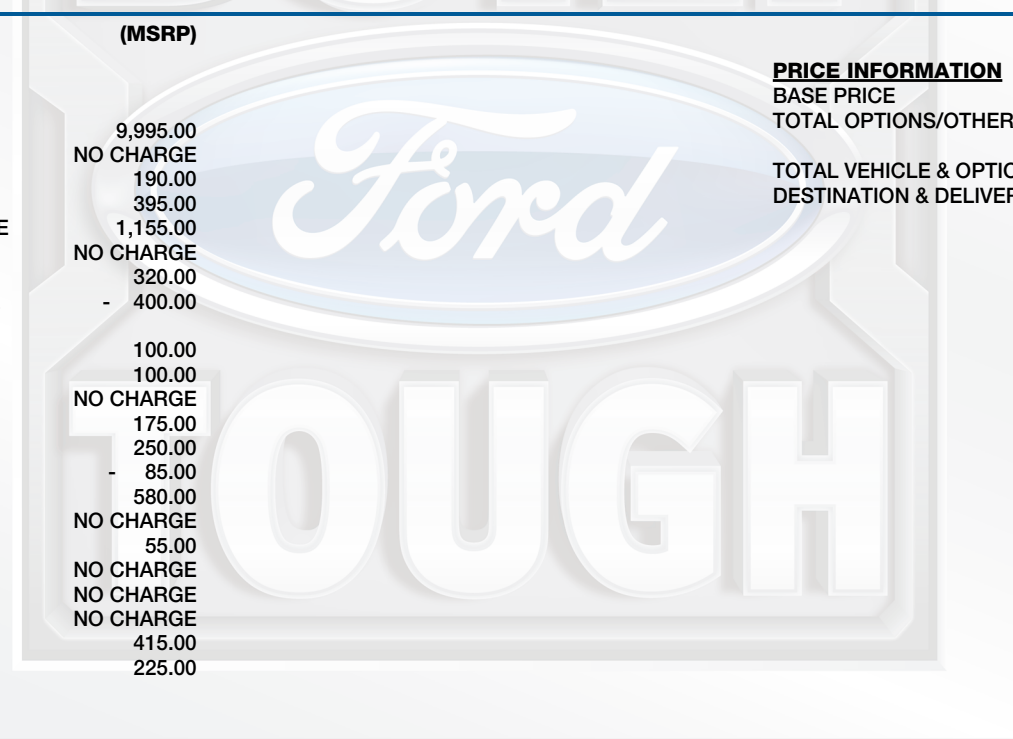 (MSRP)
9,995.00
NO CHARGE
190.00
395.00
E 1,155.00
NO CHARGE
320.00
- 400.00
100.00
100.00
NO CHARGE
175.00
250.00
- 85.00
580.00
NO CHARGE
55.00
NO CHARGE
NO CHARGE
NO CHARGE
415.00
225.00
PRICE INFORMATION
BASE PRICE
TOTAL OPTIONS/OTHER
TOTAL VEHICLE & OPTIO
DESTINATION & DELIVER
Ford
TOUGH